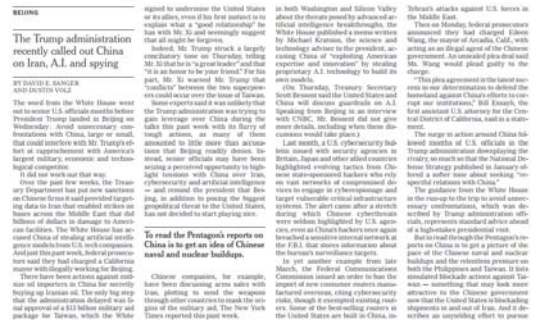 BEIJING
The Trump administration
recently called out China
on Iran, A.I. and spying
BY DAVID E. SANGER
AND DUSTIN VOLZ
The word from the White House went
out to senior U.S. officials months before
President Trump landed in Beijing on
Wednesday: Avoid unnecessary con-
frontations with China, large or small,
that could interfere with Mr. Trump's ef-
fort at rapprochement with America's
largest military, economic and techno-
logical competitor.
It did not work out that way.
Over the past few weeks, the Treas-
ury Department has put new sanctions
on Chinese firms it said provided target-
ing data to Iran that enabled strikes on
bases across the Middle East that did
billions of dollars in damage to Ameri-
can facilities. The White House has ac-
cused China of stealing artificial intelli-
gence models from U.S. tech companies.
And just this past week, federal prosecu-
tors said they had charged a California
mayor with illegally working for Beijing.
There have been actions against mid-
size oil importers in China for secretly
buying up Iranian oil. The only big step
that the administration delayed was fi-
nal approval of a $13 billion military aid
package for Taiwan, which the White
signed to undermine the United States
or its allies, even if his first instinct is to
explain what a "good relationship" he
has with Mr. Xi and seemingly suggest
that all might be forgiven.
Indeed, Mr. Trump struck a largely
conciliatory tone on Thursday, telling
Mr. Xi that he is "a great leader" and that
"it is an honor to be your friend." For his
part, Mr. Xi warned Mr. Trump that
"conflicts" between the two superpow-
ers could occur over the issue of Taiwan.
Some experts said it was unlikely that
the Trump administration was trying to
gain leverage over China during the
talks this past week with its flurry of
tough actions, as many of them
amounted to little more than accusa-
tions that Beijing readily denies. In-
stead, senior officials may have been
seizing a perceived opportunity to high-
light tensions with China over Iran,
cybersecurity and artificial intelligence
— and remind the president that Bei-
jing, in addition to posing the biggest
geopolitical threat to the United States,
has not decided to start playing nice.
To read the Pentagon's reports on
China is to get an idea of Chinese
naval and nuclear buildups.
Chinese companies, for example,
have been discussing arms sales with
Iran, plotting to send the weapons
through other countries to mask the ori-
gins of the military aid, The New York
Times reported this past week.
in both Washington and Silicon Valley
about the threats posed by advanced ar-
tificial intelligence breakthroughs, the
White House published a memo written
by Michael Kratsios, the science and
technology adviser to the president, ac-
cusing China of "exploiting American
expertise and innovation" by stealing
proprietary A.I. technology to build its
own models.
(On Thursday, Treasury Secretary
Scott Bessent said the United States and
China will discuss guardrails on A.I.
Speaking from Beijing in an interview
with CNBC, Mr. Bessent did not give
more details, including when these dis-
cussions would take place.)
Last month, a U.S. cybersecurity bul-
letin issued with security agencies in
Britain, Japan and other allied countries
highlighted evolving tactics from Chi-
nese state-sponsored hackers who rely
on vast networks of compromised de-
vices to engage in cyberespionage and
target vulnerable critical infrastructure
systems. The alert came after a stretch
during which Chinese cyberthreats
were seldom highlighted by U.S. agen-
cies, even as China's hackers once again
breached a sensitive internal network at
the F.B.I. that stores information about
the bureau's surveillance targets.
In yet another example from late
March, the Federal Communications
Commission issued an order to ban the
import of new consumer routers manu-
factured overseas, citing cybersecurity
risks, though it exempted existing rout-
ers. Some of the best-selling routers in
the United States are built in China, in-
Tehran's attacks against U.S. forces in
the Middle East.
Then on Monday, federal prosecutors
announced they had charged Eileen
Wang, the mayor of Arcadia, Calif., with
acting as an illegal agent of the Chinese
government. An unsealed plea deal said
Ms. Wang would plead guilty to the
charge.
"This plea agreement is the latest suc-
cess in our determination to defend the
homeland against China's efforts to cor-
rupt our institutions," Bill Essayli, the
first assistant U.S. attorney for the Cen-
tral District of California, said in a state-
ment.
The surge in action around China fol-
lowed months of U.S. officials in the
Trump administration downplaying the
rivalry, so much so that the National De-
fense Strategy published in January of-
fered a softer tone about seeking "re-
spectful relations with China."
The guidance from the White House
in the run-up to the trip to avoid unnec-
essary confrontations, which was de-
scribed by Trump administration offi-
cials, represents standard advice ahead
of a high-stakes presidential visit.
But to read through the Pentagon's re-
ports on China is to get a picture of the
pace of the Chinese naval and nuclear
buildups and the relentless pressure on
both the Philippines and Taiwan. It lists
simulated blockade actions against Tai-
wan — something that may look more
attractive to the Chinese government
now that the United States is blockading
shipments in and out of Iran. And it de-
scribes an unyielding effort to pursue